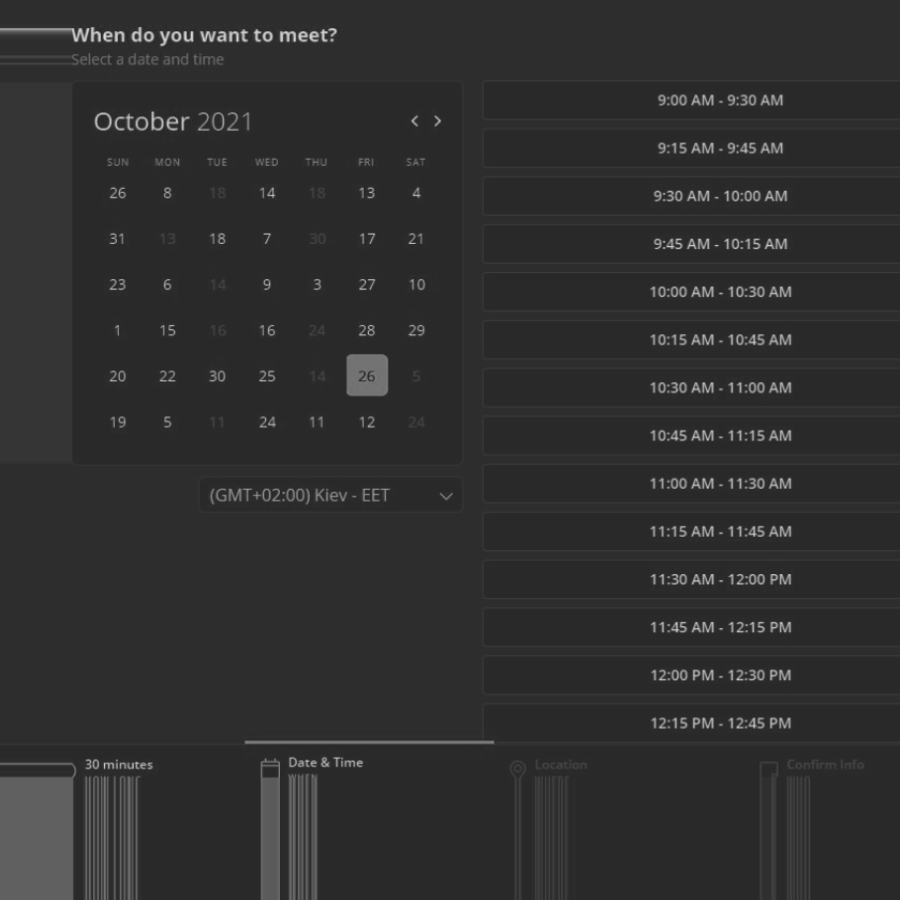 When do you want to meet?
Select a date and time
October 2021
SUN MON TUE WED THU FRI SAT
26 8 18 14 18 13 4
31 13 18 7 30 17 21
23 6 14 9 3 27 10
1 15 16 16 24 28 29
20 22 30 25 14 26 5
19 5 11 24 11 12 24
(GMT+02:00) Kiev - EET
9:00 AM - 9:30 AM
9:15 AM - 9:45 AM
9:30 AM - 10:00 AM
9:45 AM - 10:15 AM
10:00 AM - 10:30 AM
10:15 AM - 10:45 AM
10:30 AM - 11:00 AM
10:45 AM - 11:15 AM
11:00 AM - 11:30 AM
11:15 AM - 11:45 AM
11:30 AM - 12:00 PM
11:45 AM - 12:15 PM
12:00 PM - 12:30 PM
12:15 PM - 12:45 PM
30 minutes
Date & Time
Location
Confirm Info